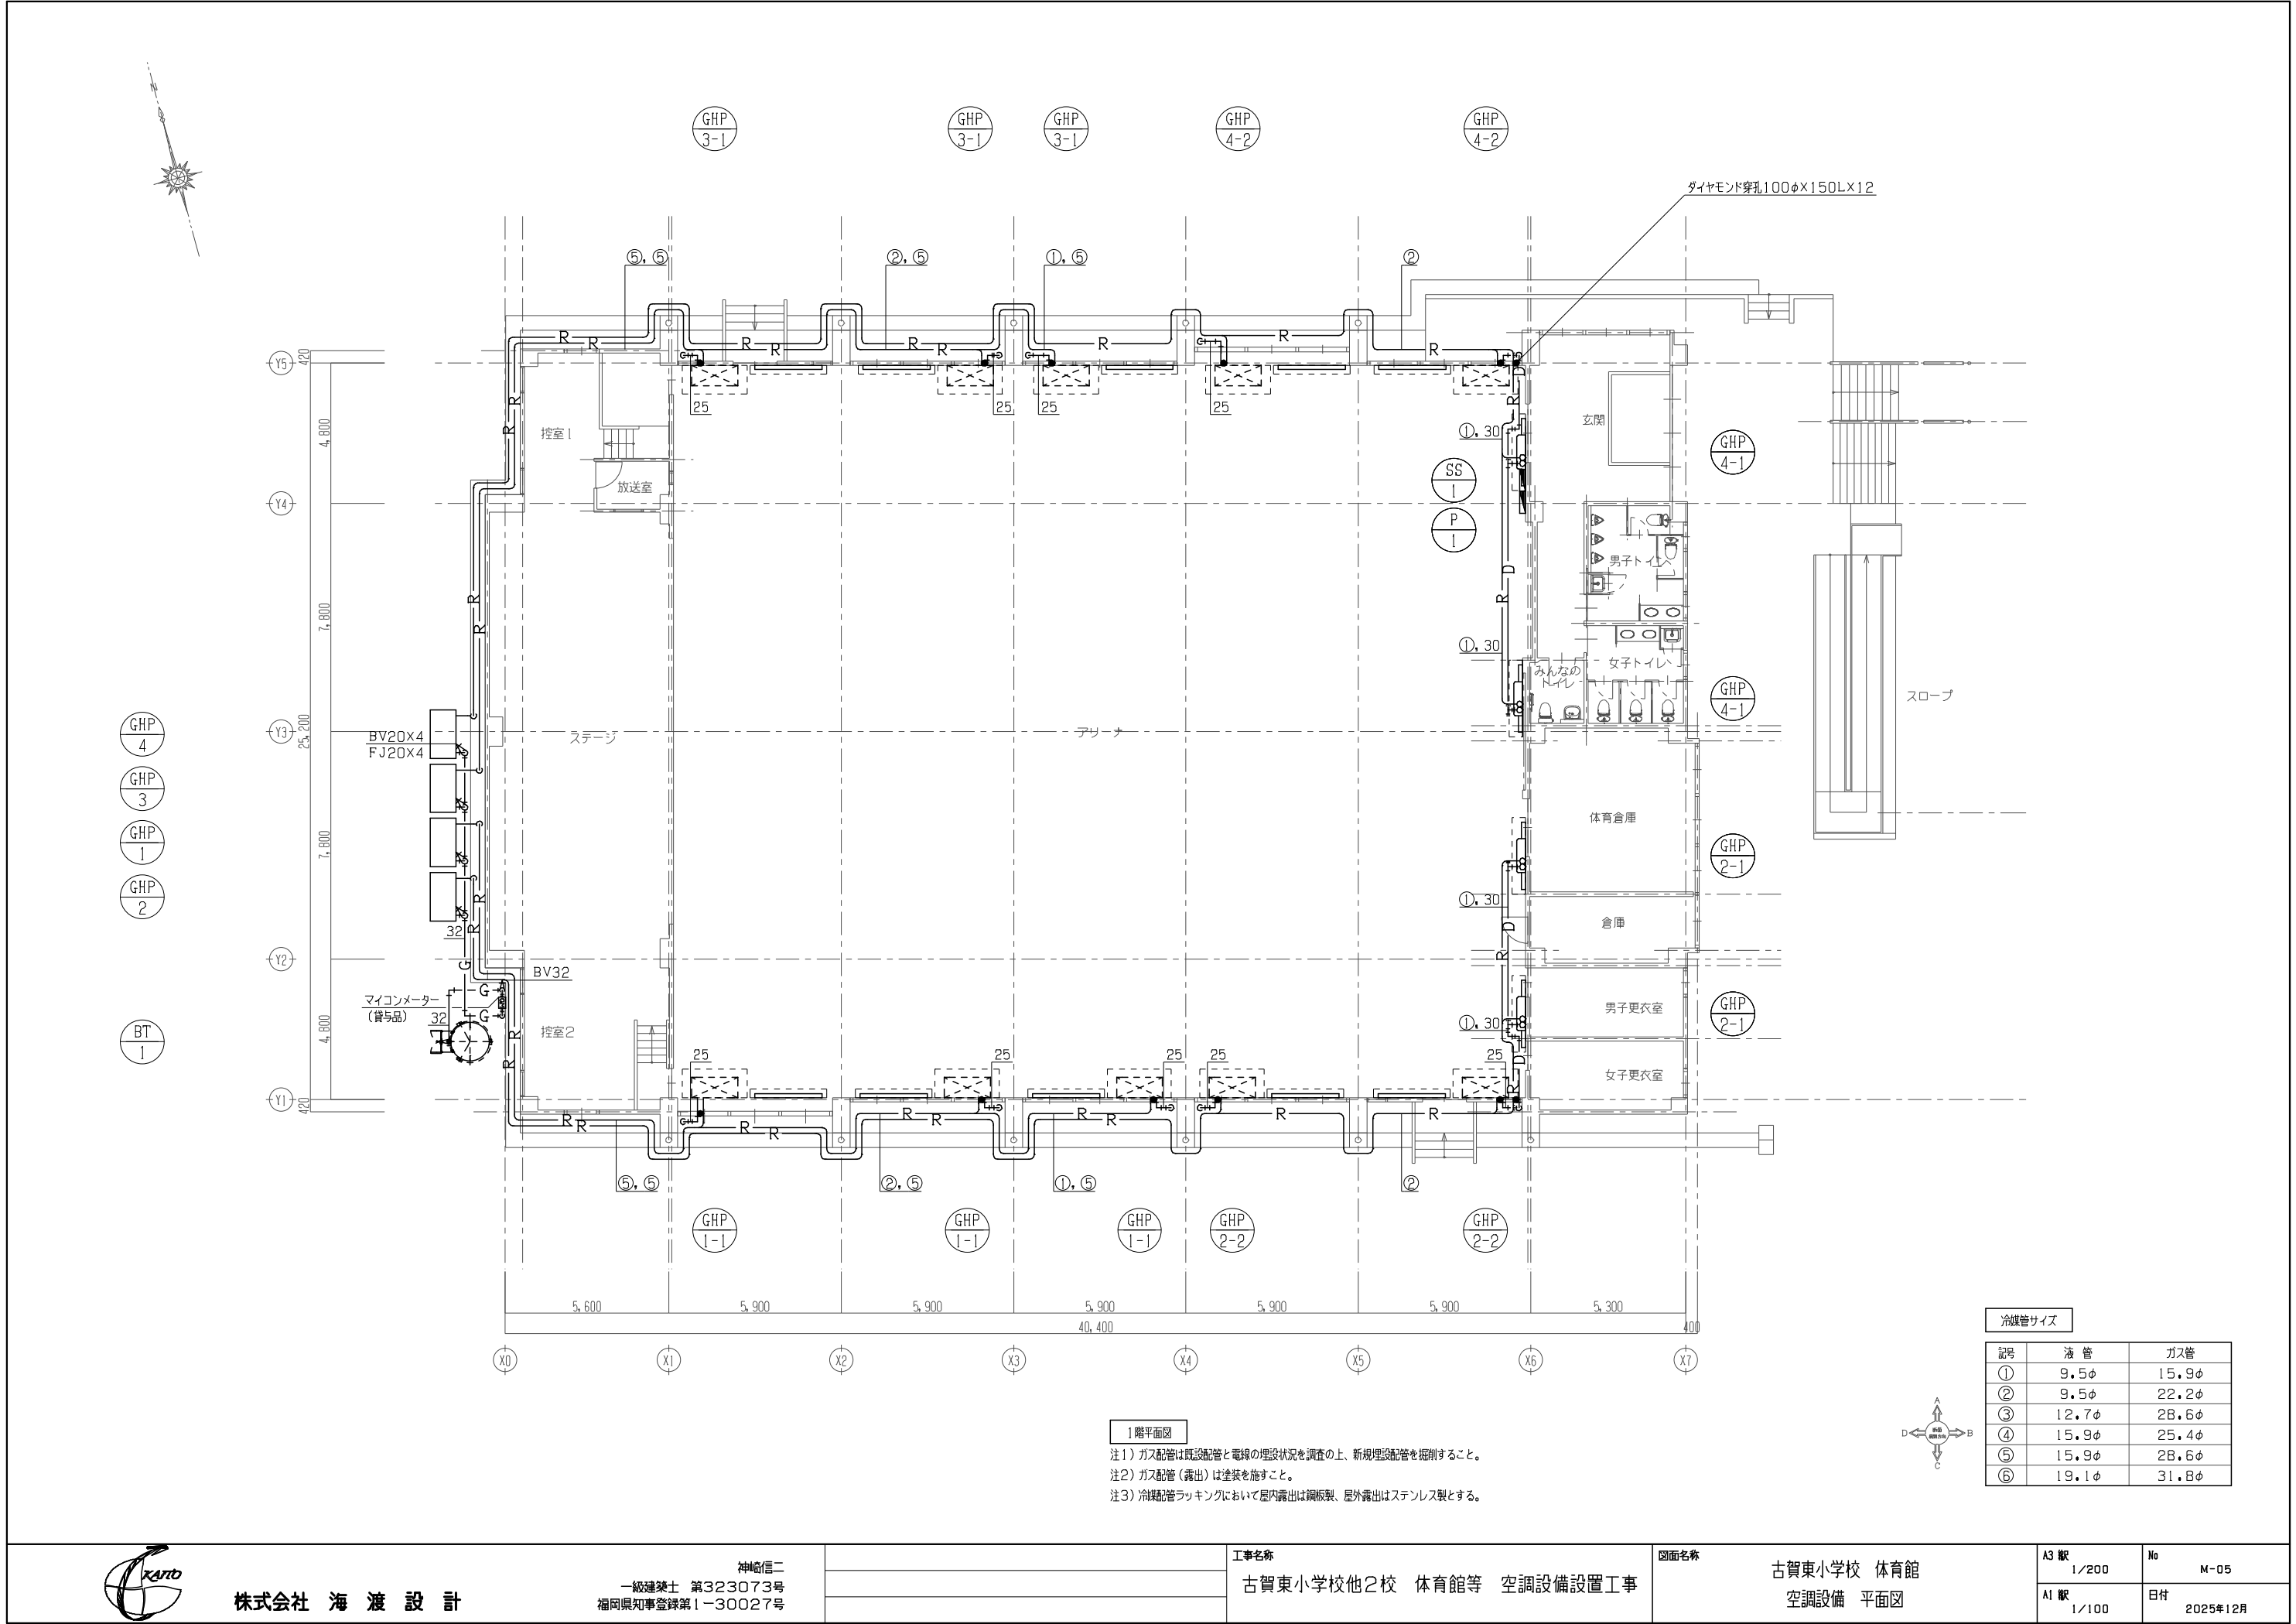 N
GHP
3-1
GHP
3-1
GHP
3-1
GHP
4-2
GHP
4-2
ダイヤモンド穿孔100φX150LX12
⑤, ⑤
②, ⑤
①, ⑤
②
R R R R R R R R R
Y5
420
25
25
25
25
控室1
玄関
①, 30
GHP
4-1
4,800
放送室
SS
1
Y4
P
1
男子トイレ
R
D
R
7,800
①, 30
女子トイレ
みんなの
トイレ
GHP
4-1
スロープ
GHP
4
BV20X4
FJ20X4
Y3
25,200
ステージ
アリーナ
GHP
3
GHP
1
GHP
2
体育倉庫
GHP
2-1
7,800
①, 30
32
倉庫
D
R
G
Y2
BV32
G
マイコンメーター
(貸与品)
32
G
男子更衣室
GHP
2-1
BT
1
4,800
控室2
①, 30
25
25
25
25
25
女子更衣室
Y1
420
R R R R R R R R R R
⑤, ⑤
②, ⑤
①, ⑤
②
GHP
1-1
GHP
1-1
GHP
1-1
GHP
2-2
GHP
2-2
5,600
5,900
5,900
5,900
5,900
5,900
5,300
40,400
400
X0
X1
X2
X3
X4
X5
X6
X7
冷媒管サイズ
記号 液 管 ガス管
① 9.5φ 15.9φ
② 9.5φ 22.2φ
③ 12.7φ 28.6φ
④ 15.9φ 25.4φ
⑤ 15.9φ 28.6φ
⑥ 19.1φ 31.8φ
A
D
B
C
1階平面図
注1) ガス配管は既設配管と電線の埋設状況を調査の上、新規埋設配管を掘削すること。
注2) ガス配管(露出)は塗装を施すこと。
注3) 冷媒配管ラッキングにおいて屋内露出は鋼板製、屋外露出はステンレス製とする。
KAITO
株式会社 海 渡 設 計
神崎信二
一級建築士 第323073号
福岡県知事登録第1-30027号
工事名称
古賀東小学校他2校 体育館等 空調設備設置工事
図面名称
古賀東小学校 体育館
空調設備 平面図
A3 縮尺
1/200
A1 縮尺
1/100
No
M-05
日付
2025年12月